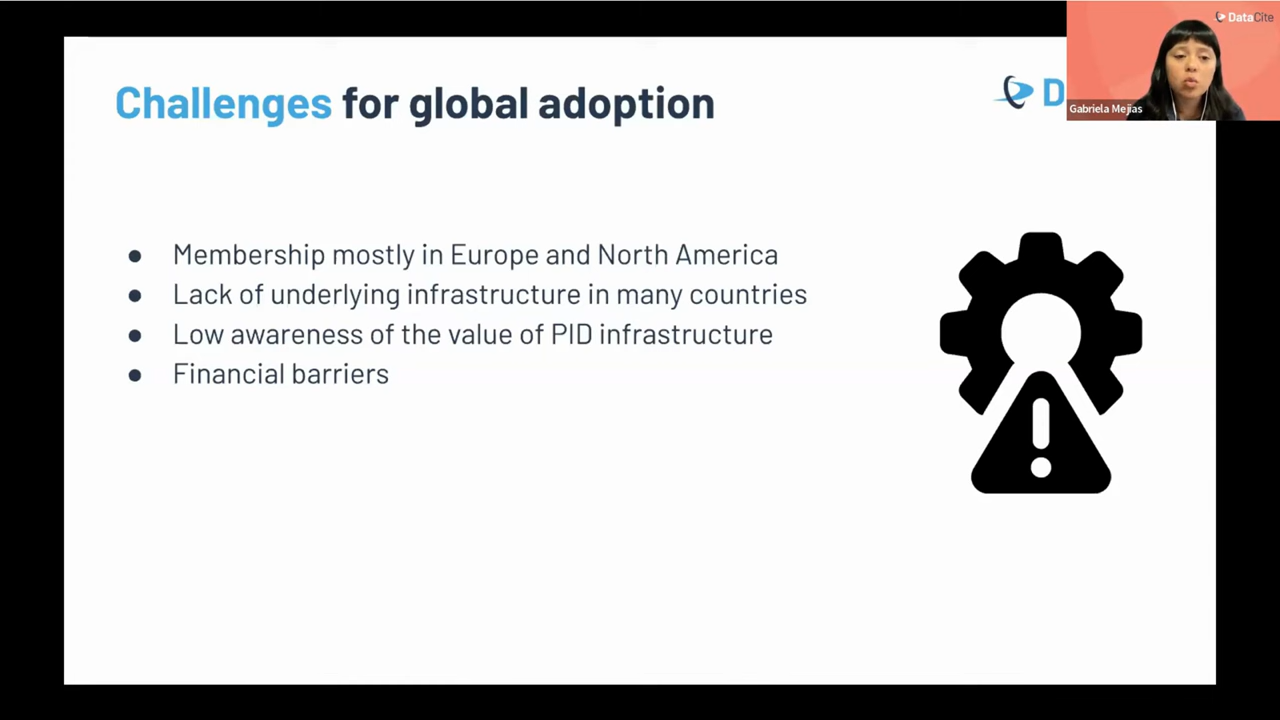 Challenges for global adoption
D
DataCite
Gabriela Mejías
● Membership mostly in Europe and North America
● Lack of underlying infrastructure in many countries
● Low awareness of the value of PID infrastructure
● Financial barriers